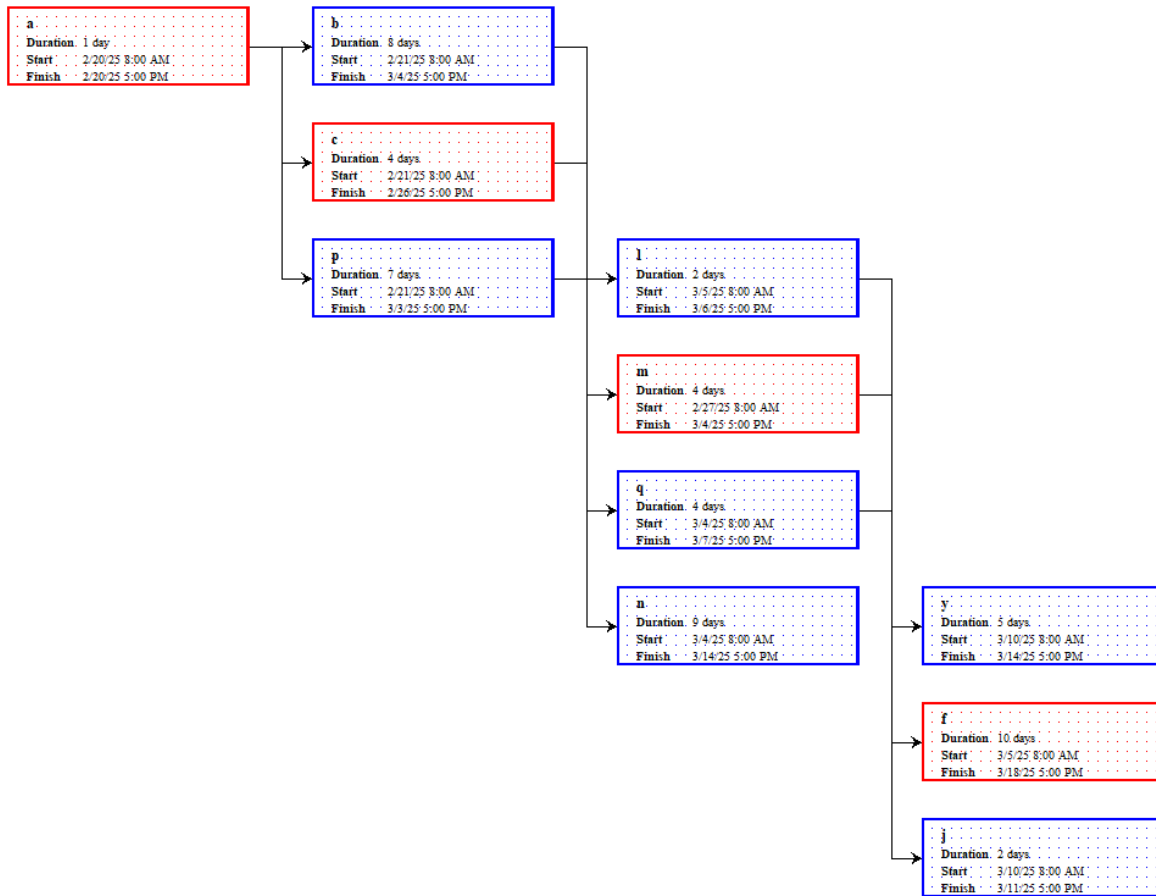 a
Duration 1 day
Start 2/20/25 8:00 AM
Finish 2/20/25 5:00 PM
b
Duration 8 days
Start 2/21/25 8:00 AM
Finish 3/4/25 5:00 PM
c
Duration 4 days
Start 2/21/25 8:00 AM
Finish 2/26/25 5:00 PM
p
Duration 7 days
Start 2/21/25 8:00 AM
Finish 3/3/25 5:00 PM
l
Duration 2 days
Start 3/5/25 8:00 AM
Finish 3/6/25 5:00 PM
m
Duration 4 days
Start 2/27/25 8:00 AM
Finish 3/4/25 5:00 PM
q
Duration 4 days
Start 3/4/25 8:00 AM
Finish 3/7/25 5:00 PM
n
Duration 9 days
Start 3/4/25 8:00 AM
Finish 3/14/25 5:00 PM
y
Duration 5 days
Start 3/10/25 8:00 AM
Finish 3/14/25 5:00 PM
f
Duration 10 days
Start 3/5/25 8:00 AM
Finish 3/18/25 5:00 PM
j
Duration 2 days
Start 3/10/25 8:00 AM
Finish 3/11/25 5:00 PM